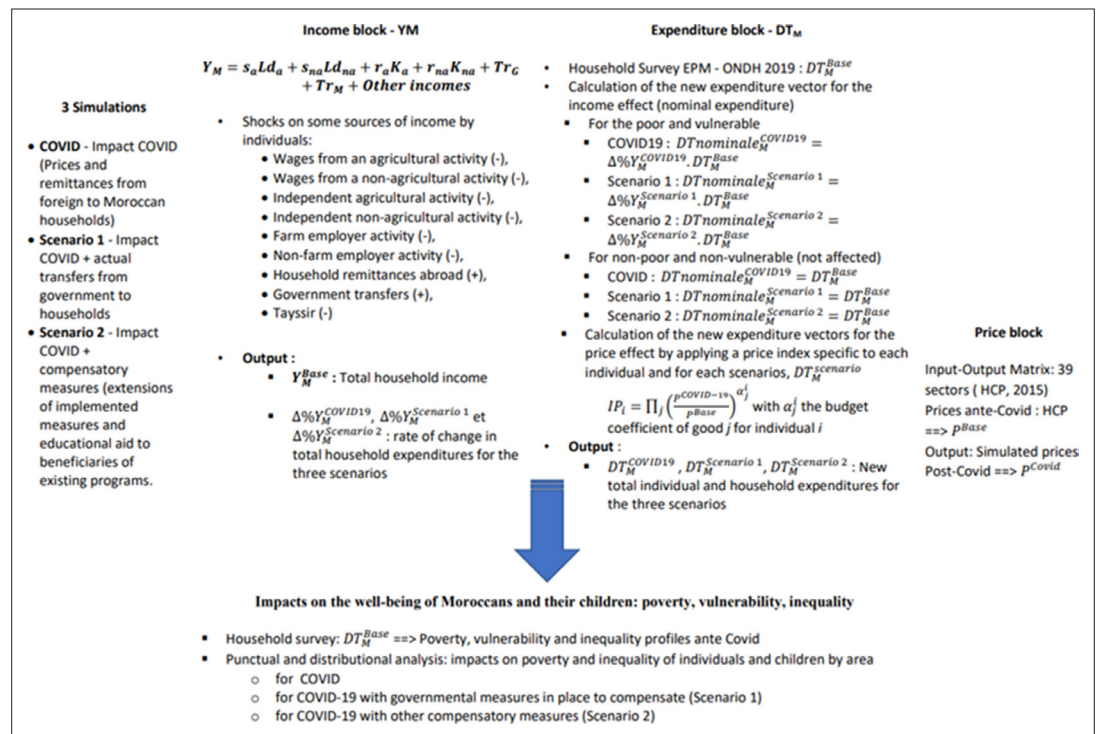 3 Simulations
• COVID - Impact COVID
(Prices and
remittances from
foreign to Moroccan
households)
• Scenario 1 - Impact
COVID + actual
transfers from
government to
households
• Scenario 2 - Impact
COVID +
compensatory
measures (extensions
of implemented
measures and
educational aid to
beneficiaries of
existing programs.
Income block - YM
Y_M = s_a Ld_a + s_na Ld_na + r_a K_a + r_na K_na + Tr_G
+ Tr_M + Other incomes
• Shocks on some sources of income by
individuals:
• Wages from an agricultural activity (-),
• Wages from a non-agricultural activity (-),
• Independent agricultural activity (-),
• Independent non-agricultural activity (-),
• Farm employer activity (-),
• Non-farm employer activity (-),
• Household remittances abroad (+),
• Government transfers (+),
• Tayssir (-)
• Output :
▪ Y_M^Base : Total household income
▪ Δ%Y_M^COVID19, Δ%Y_M^Scenario 1 et
Δ%Y_M^Scenario 2 : rate of change in
total household expenditures for the
three scenarios
Expenditure block - DT_M
• Household Survey EPM - ONDH 2019 : DT_M^Base
• Calculation of the new expenditure vector for the
income effect (nominal expenditure)
▪ For the poor and vulnerable
▪ COVID19 : DTnominale_M^COVID19 =
Δ%Y_M^COVID19. DT_M^Base
▪ Scenario 1 : DTnominale_M^Scenario 1 =
Δ%Y_M^Scenario 1. DT_M^Base
▪ Scenario 2 : DTnominale_M^Scenario 2 =
Δ%Y_M^Scenario 2. DT_M^Base
▪ For non-poor and non-vulnerable (not affected)
▪ COVID : DTnominale_M^COVID19 = DT_M^Base
▪ Scenario 1 : DTnominale_M^Scenario 1 = DT_M^Base
▪ Scenario 2 : DTnominale_M^Scenario 2 = DT_M^Base
▪ Calculation of the new expenditure vectors for the
price effect by applying a price index specific to each
individual and for each scenarios, DT_M^scenario
IP_i = ∏_j (P^COVID-19 / P^Base)^α_j^i with α_j^i the budget
coefficient of good j for individual i
• Output :
▪ DT_M^COVID19 , DT_M^Scenario 1, DT_M^Scenario 2 : New
total individual and household expenditures for
the three scenarios
Price block
Input-Output Matrix: 39
sectors ( HCP, 2015)
Prices ante-Covid : HCP
==> P^Base
Output: Simulated prices
Post-Covid ==> P^Covid
Impacts on the well-being of Moroccans and their children: poverty, vulnerability, inequality
▪ Household survey: DT_M^Base ==> Poverty, vulnerability and inequality profiles ante Covid
▪ Punctual and distributional analysis: impacts on poverty and inequality of individuals and children by area
o for COVID
o for COVID-19 with governmental measures in place to compensate (Scenario 1)
o for COVID-19 with other compensatory measures (Scenario 2)